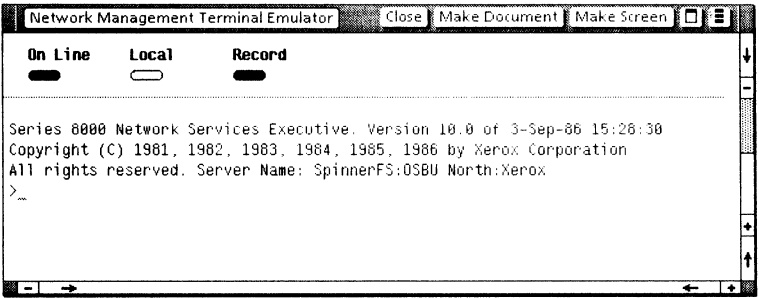 Network Management Terminal Emulator Close Make Document Make Screen
On Line Local Record
Series 8000 Network Services Executive. Version 10.0 of 3-Sep-86 15:28:30
Copyright (C) 1981, 1982, 1983, 1984, 1985, 1986 by Xerox Corporation
All rights reserved. Server Name: SpinnerFS:OSBU North:Xerox
>